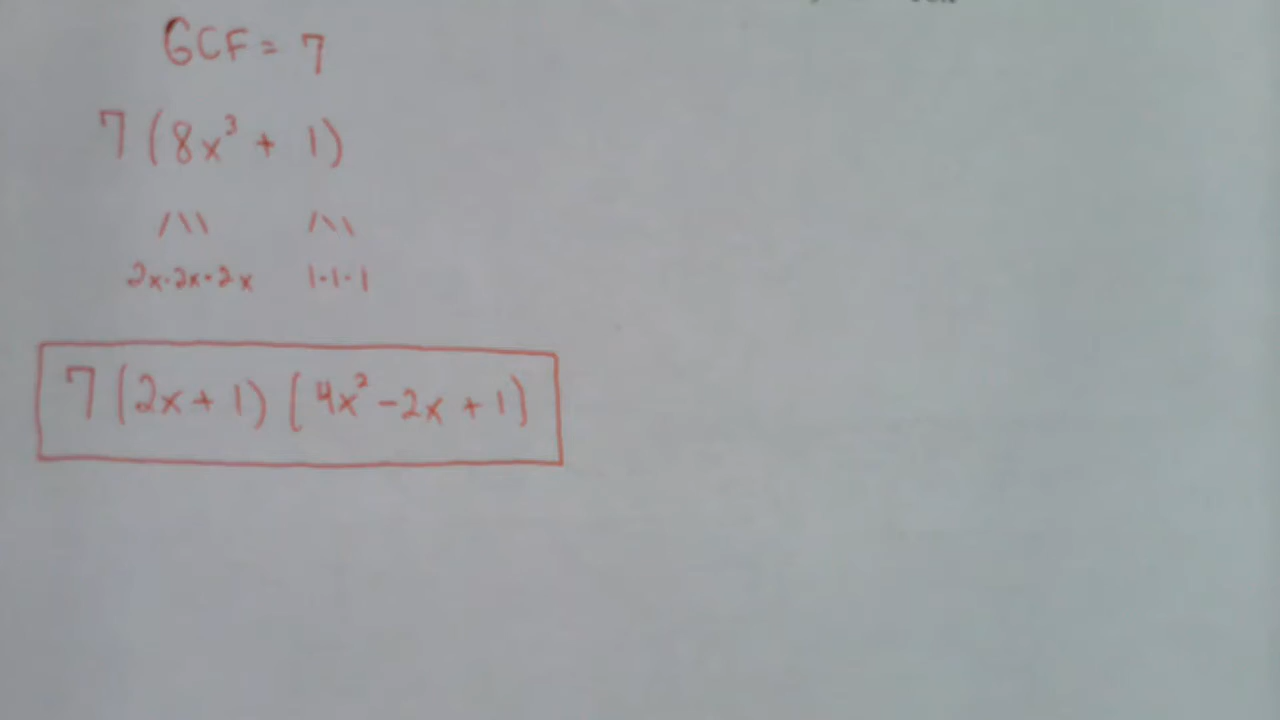 GCF = 7
7 (8x³ + 1)
2x·2x·2x 1·1·1
7 (2x + 1) (4x² - 2x + 1)